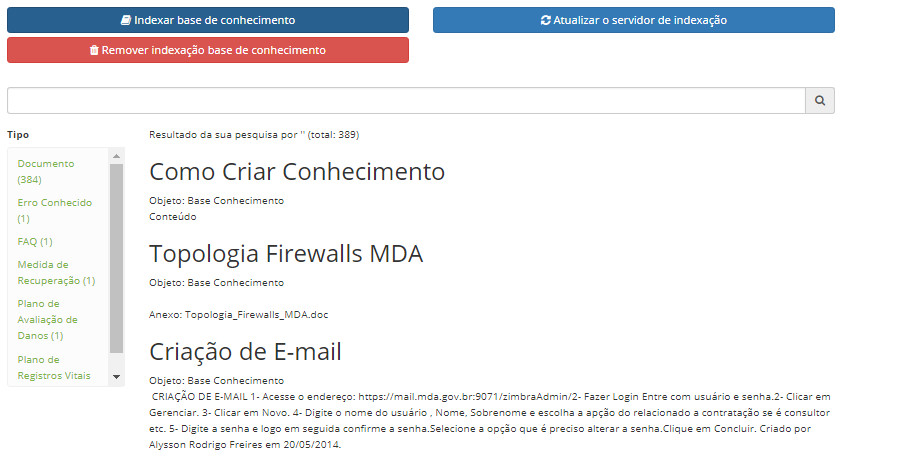 Indexar base de conhecimento
Atualizar o servidor de indexação
Remover indexação base de conhecimento
Tipo
Documento
(384)
Erro Conhecido
(1)
FAQ (1)
Medida de
Recuperação (1)
Plano de
Avaliação de
Danos (1)
Plano de
Registros Vitais
Resultado da sua pesquisa por '' (total: 389)
Como Criar Conhecimento
Objeto: Base Conhecimento
Conteúdo
Topologia Firewalls MDA
Objeto: Base Conhecimento
Anexo: Topologia_Firewalls_MDA.doc
Criação de E-mail
Objeto: Base Conhecimento
CRIAÇÃO DE E-MAIL 1- Acesse o endereço: https://mail.mda.gov.br:9071/zimbraAdmin/2- Fazer Login Entre com usuário e senha.2- Clicar em
Gerenciar. 3- Clicar em Novo. 4- Digite o nome do usuário , Nome, Sobrenome e escolha a apção do relacionado a contratação se é consultor
etc. 5- Digite a senha e logo em seguida confirme a senha.Selecione a opção que é preciso alterar a senha.Clique em Concluir. Criado por
Alysson Rodrigo Freires em 20/05/2014.